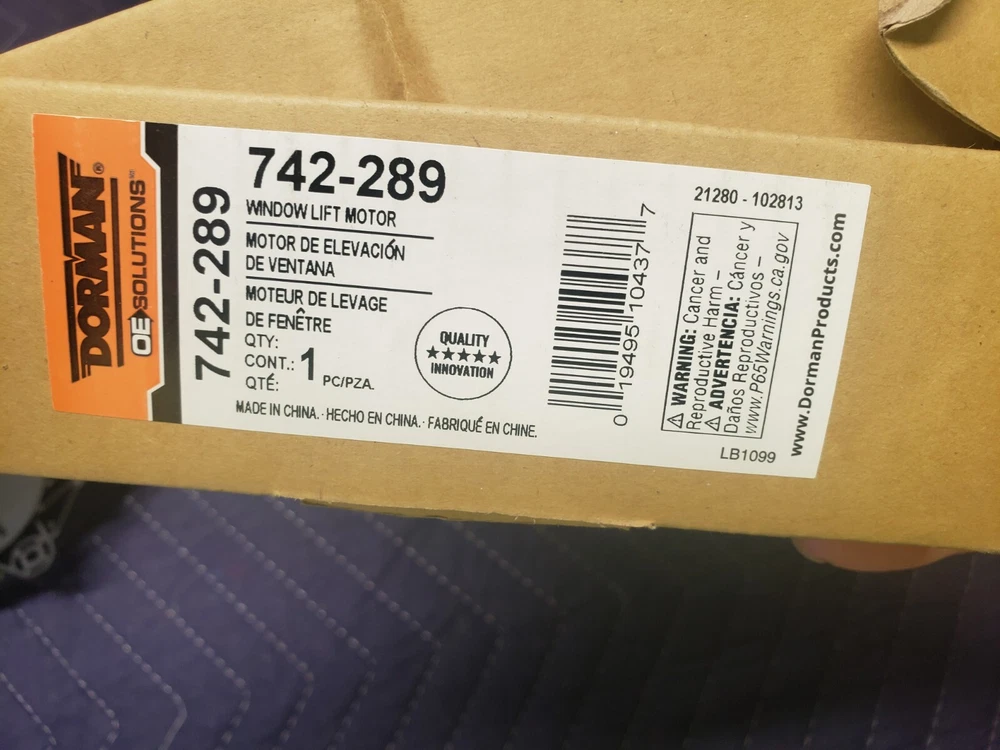 DORMAN®
OE SOLUTIONS™
742-289
742-289
WINDOW LIFT MOTOR
MOTOR DE ELEVACIÓN
DE VENTANA
MOTEUR DE LEVAGE
DE FENÊTRE
QTY:
CONT.: 1 PC/PZA.
QTÉ:
MADE IN CHINA. · HECHO EN CHINA. · FABRIQUÉ EN CHINE.
QUALITY
★★★★★
INNOVATION
0 19495 10437 7
21280 - 102813
⚠ WARNING: Cancer and
Reproductive Harm –
⚠ ADVERTENCIA: Cáncer y
Daños Reproductivos –
www.P65Warnings.ca.gov
LB1099
www.DormanProducts.com